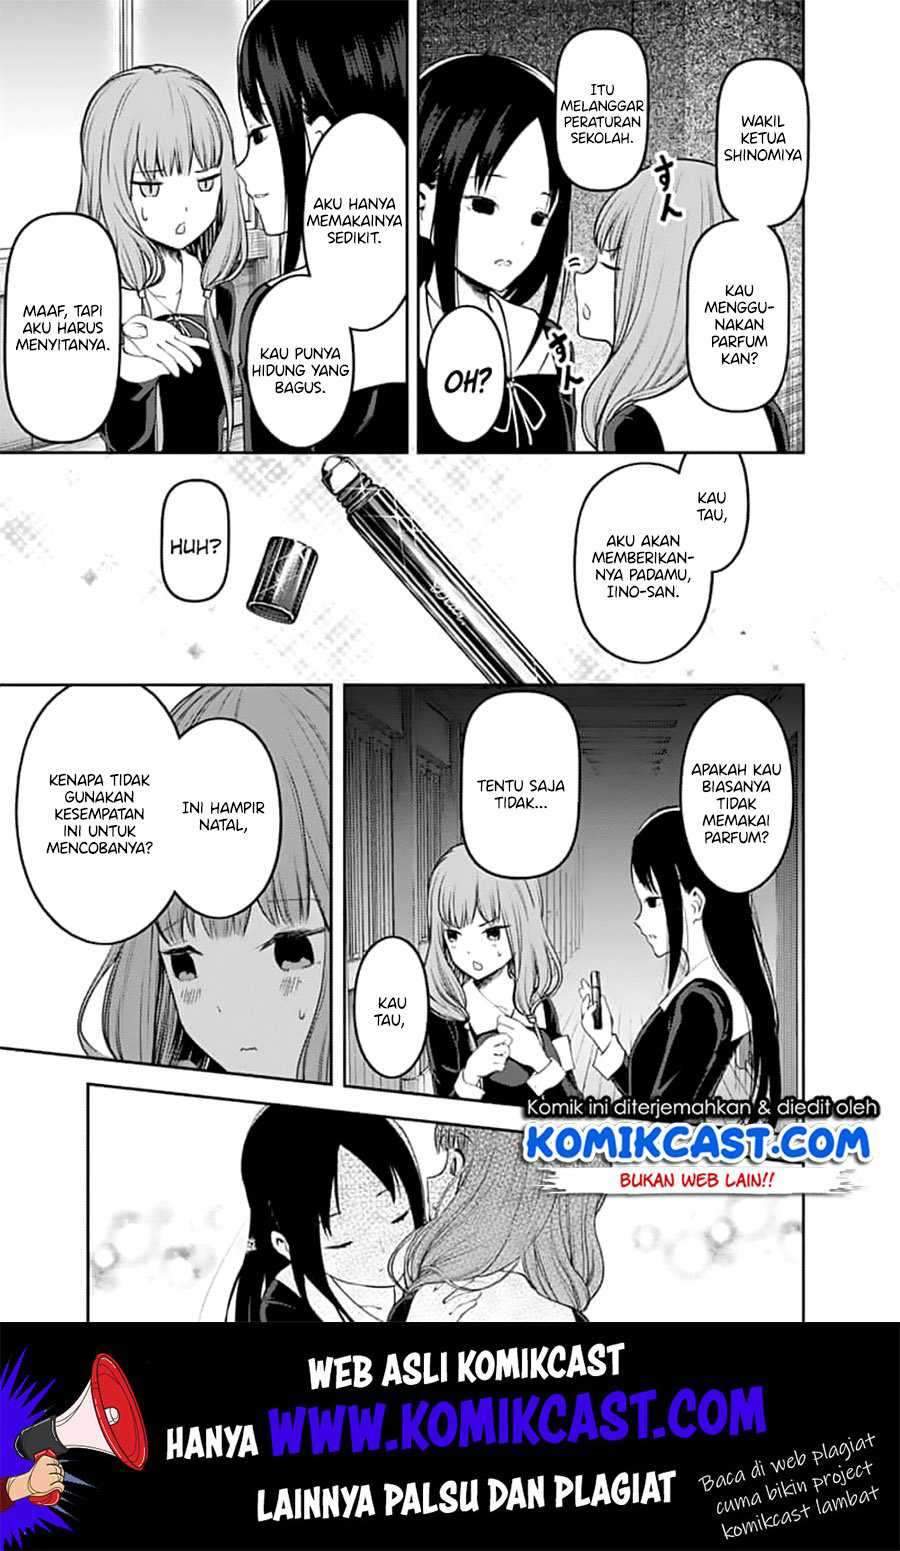 WAKIL
KETUA
SHINOMIYA
KAU
MENGGU-
NAKAN
PARFUM
KAN?
ITU
MELANGGAR
PERATURAN
SEKOLAH.
すん
すん
OH?
AKU HANYA
MEMAKAINYA
SEDIKIT.
KAU PUNYA
HIDUNG YANG
BAGUS.
MAAF, TAPI
AKU HARUS
MENYITANYA.
KAU
TAU,
AKU AKAN
MEMBERIKAN-
NYA PADAMU,
IINO-SAN.
HUH?
APAKAH KAU
BIASANYA
TIDAK
MEMAKAI
PARFUM?
TENTU SAJA
TIDAK...
KAU
TAU,
INI HAMPIR
NATAL,
KENAPA TIDAK
GUNAKAN
KESEMPATAN
INI UNTUK
MENCOBANYA?
Komik ini diterjemahkan & diedit oleh
KOMIKCAST.COM
BUKAN WEB LAIN!!
WEB ASLI KOMIKCAST
HANYA WWW.KOMIKCAST.COM
LAINNYA PALSU DAN PLAGIAT
Baca di web plagiat
cuma bikin project
komikcast lambat